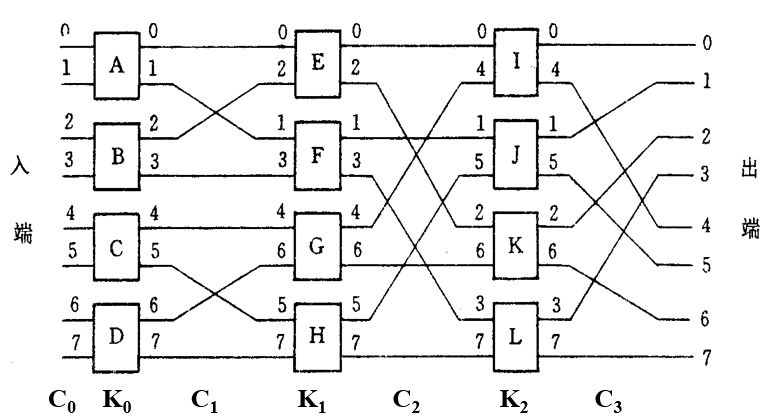 0 0 0 0 0 0 0
A E I
1 1 2 2 4 4 1
2 2 1 1 1 1 2
B F J
3 3 3 3 5 5 3
入端 出端
4 4 4 4 2 2 4
C G K
5 5 6 6 6 6 5
6 6 5 5 3 3 6
D H L
7 7 7 7 7 7 7
C0 K0 C1 K1 C2 K2 C3